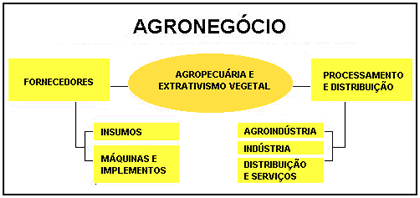 AGRONEGÓCIO
FORNECEDORES
AGROPECUÁRIA E
EXTRATIVISMO VEGETAL
PROCESSAMENTO
E DISTRIBUIÇÃO
INSUMOS
MÁQUINAS E
IMPLEMENTOS
AGROINDÚSTRIA
INDÚSTRIA
DISTRIBUIÇÃO
E SERVIÇOS